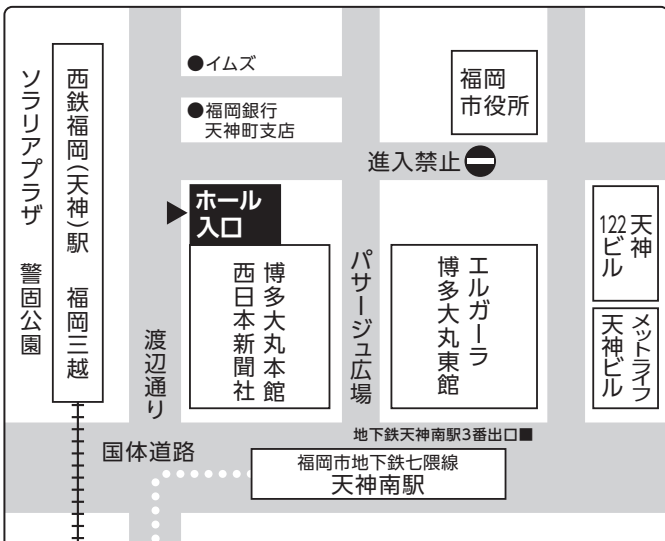 ソラリアプラザ　警固公園
西鉄福岡(天神)駅　福岡三越
●イムズ
●福岡銀行
天神町支店
福岡
市役所
進入禁止
ホール
入口
博多大丸本館
西日本新聞社
パサージュ広場
エルガーラ
博多大丸東館
天神
122
ビル
メットライフ
天神ビル
渡辺通り
国体道路
地下鉄天神南駅3番出口■
福岡市地下鉄七隈線
天神南駅